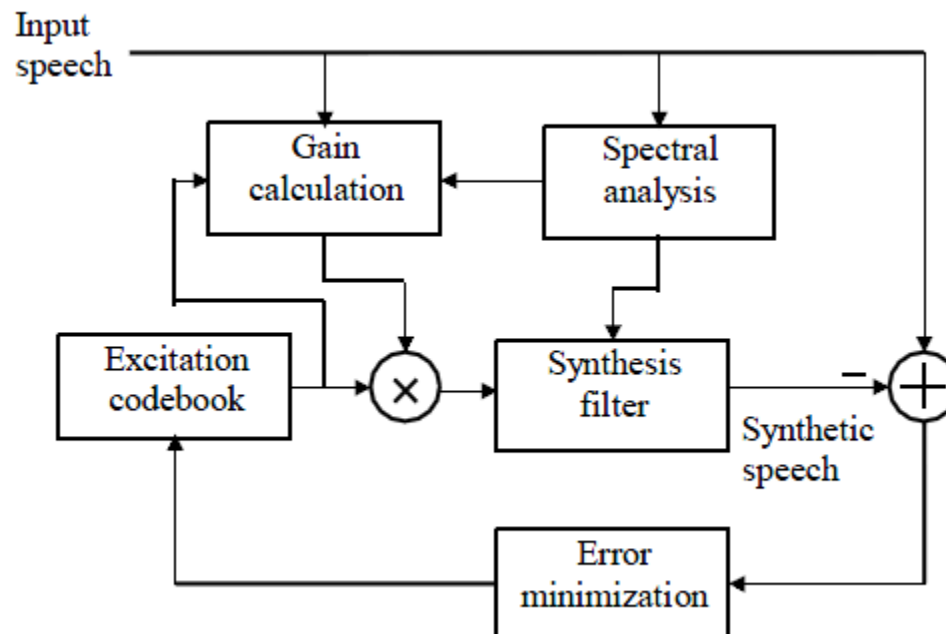 Input
speech
Gain
calculation
Spectral
analysis
Excitation
codebook
×
Synthesis
filter
–
+
Synthetic
speech
Error
minimization